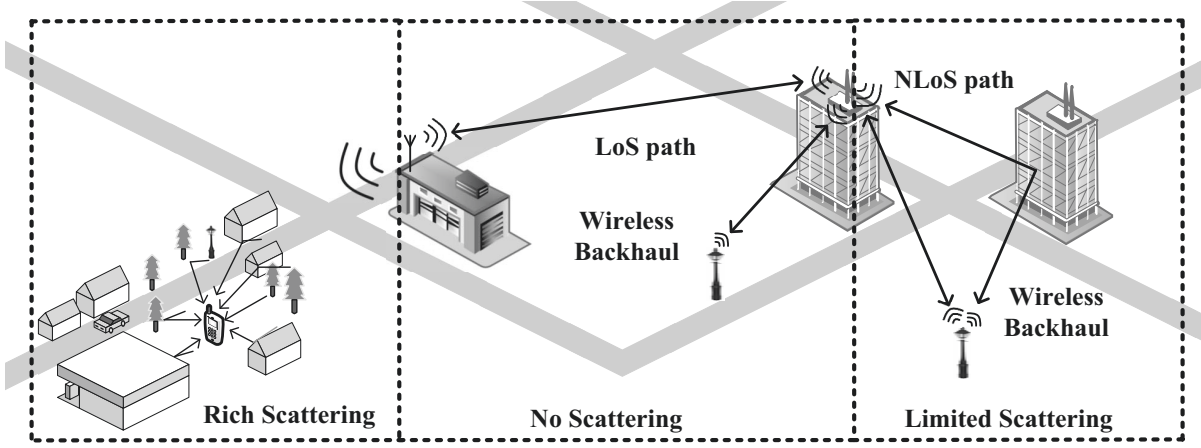 NLoS path
LoS path
Wireless
Backhaul
Wireless
Backhaul
Rich Scattering
No Scattering
Limited Scattering